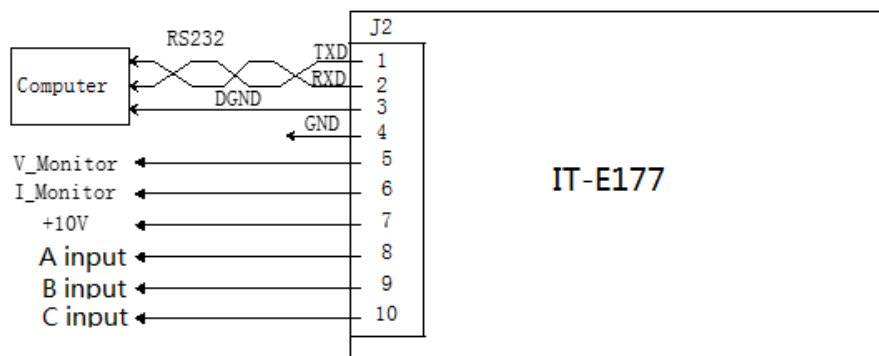 J2
RS232
TXD
1
Computer
RXD
2
DGND
3
GND
4
V_Monitor
5
I_Monitor
6
+10V
7
A input
8
B input
9
C input
10
IT-E177